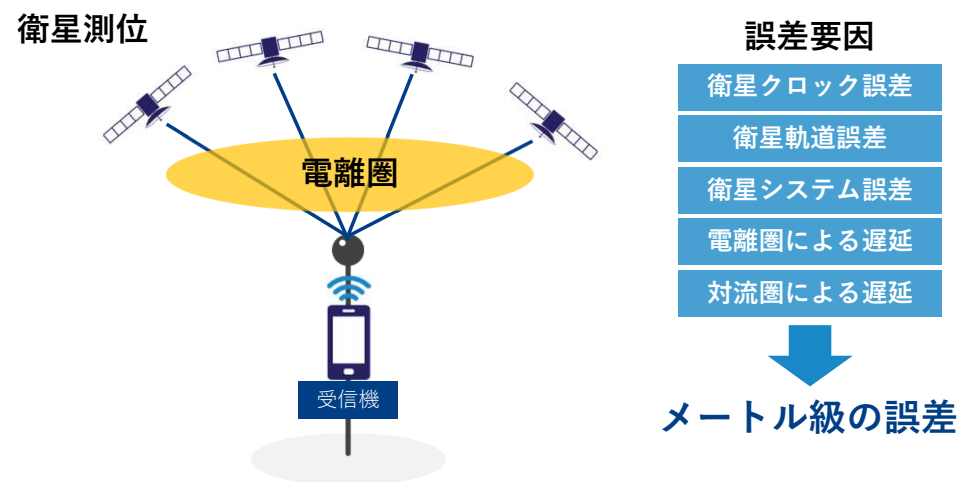 衛星測位
電離圏
受信機
誤差要因
衛星クロック誤差
衛星軌道誤差
衛星システム誤差
電離圏による遅延
対流圏による遅延
メートル級の誤差